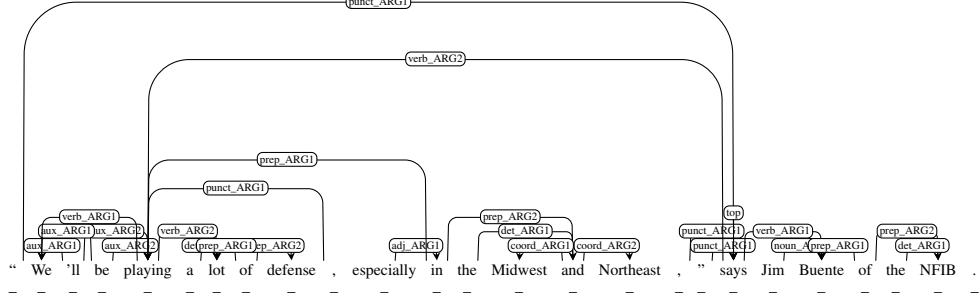 punct_ARG1
verb_ARG2
prep_ARG1
punct_ARG1
top
verb_ARG1 prep_ARG2
aux_ARG1 aux_ARG2 verb_ARG2 det_ARG1 punct_ARG1 verb_ARG1 prep_ARG2
aux_ARG1 aux_ARG2 prep_ARG1 adj_ARG1 coord_ARG1 coord_ARG2 punct_ARG1 prep_ARG1 det_ARG1
“ We 'll be playing a lot of defense , especially in the Midwest and Northeast , ” says Jim Buente of the NFIB .